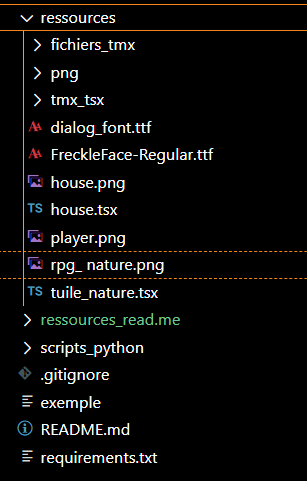 ressources
fichiers_tmx
png
tmx_tsx
dialog_font.ttf
FreckleFace-Regular.ttf
house.png
TS house.tsx
player.png
rpg_ nature.png
TS tuile_nature.tsx
ressources_read.me
scripts_python
.gitignore
exemple
README.md
requirements.txt